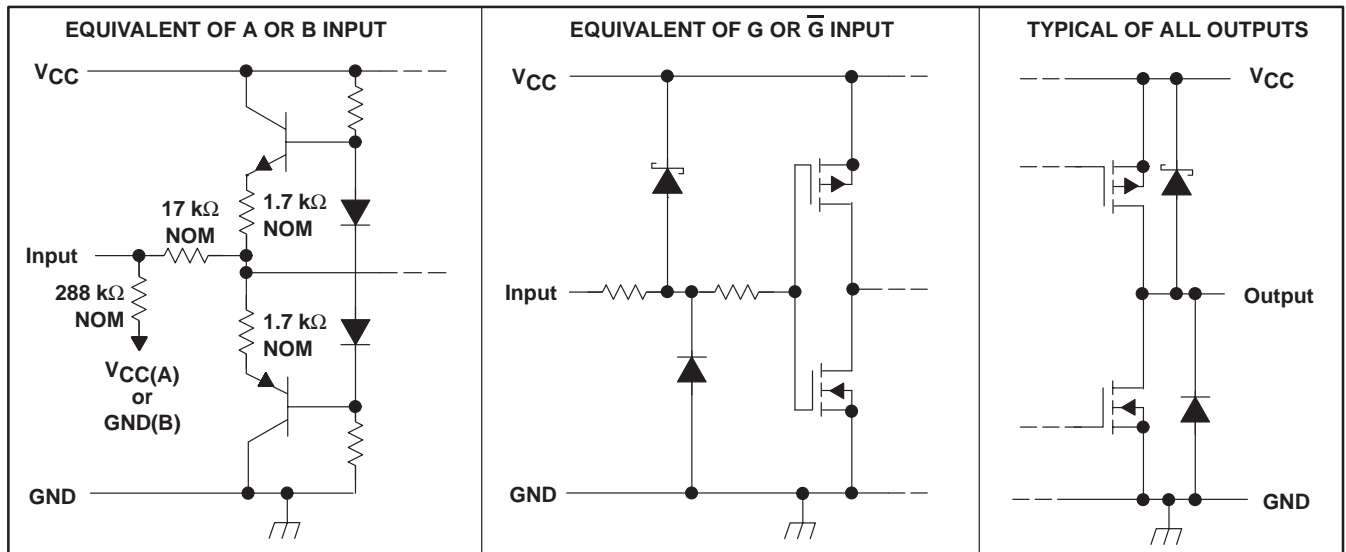 EQUIVALENT OF A OR B INPUT
VCC
17 kΩ
NOM
1.7 kΩ
NOM
Input
288 kΩ
NOM
1.7 kΩ
NOM
VCC(A)
or
GND(B)
GND
EQUIVALENT OF G OR G̅ INPUT
VCC
Input
GND
TYPICAL OF ALL OUTPUTS
VCC
Output
GND